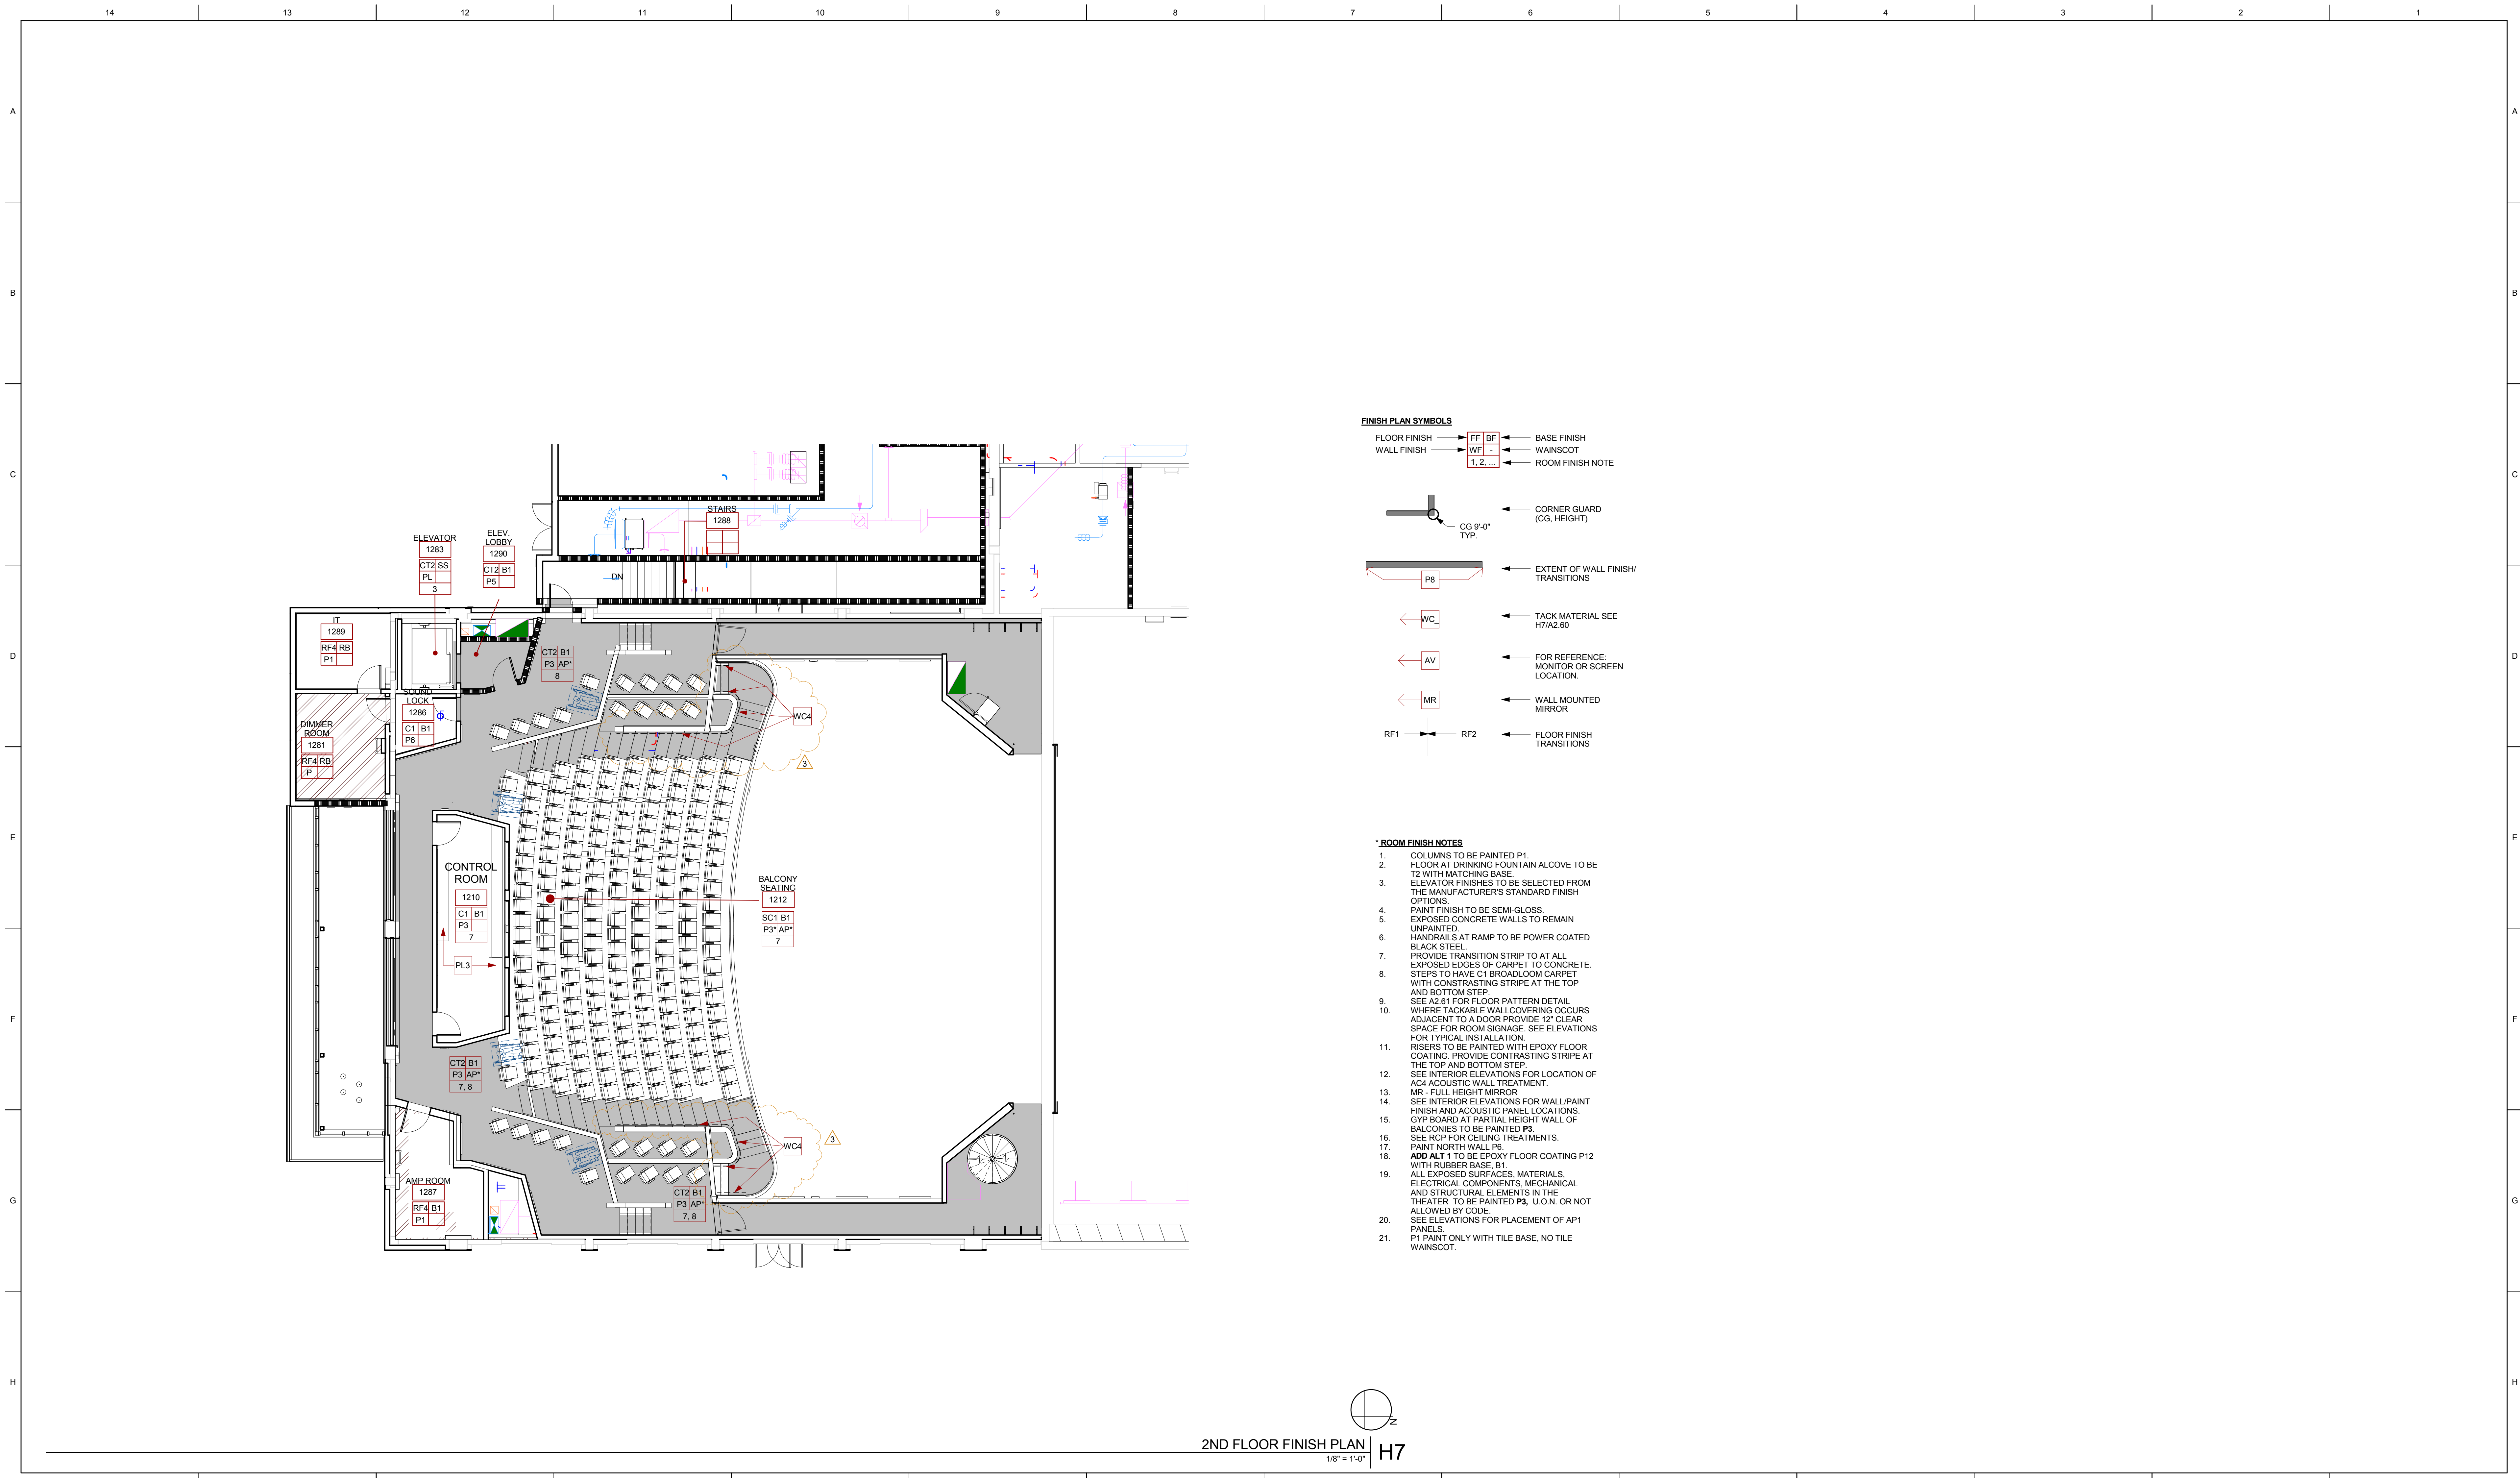 14 13 12 11 10 9 8 7 6 5 4 3 2 1
A
B
C
D
E
F
G
H
A
B
C
D
E
F
G
H
STAIRS
1288
DN
ELEVATOR
1283
CT2 SS
PL
3
ELEV.
LOBBY
1290
CT2 B1
P5
IT
1289
RF4 RB
P1
CT2 B1
P3 AP*
8
SOUND
LOCK
1286
C1 B1
P6
DIMMER
ROOM
1281
RF4 RB
P
WC4
3
CONTROL
ROOM
1210
C1 B1
P3
7
PL3
BALCONY
SEATING
1212
SC1 B1
P3* AP*
7
CT2 B1
P3 AP*
7, 8
WC4
3
AMP ROOM
1287
RF4 B1
P1
CT2 B1
P3 AP*
7, 8
FINISH PLAN SYMBOLS
FLOOR FINISH FF BF BASE FINISH
WALL FINISH WF - WAINSCOT
1, 2, ... ROOM FINISH NOTE
CORNER GUARD
(CG, HEIGHT)
CG 9'-0"
TYP.
EXTENT OF WALL FINISH/
TRANSITIONS
P8
WC_ TACK MATERIAL SEE
H7/A2.60
AV FOR REFERENCE:
MONITOR OR SCREEN
LOCATION.
MR WALL MOUNTED
MIRROR
RF1 RF2 FLOOR FINISH
TRANSITIONS
* ROOM FINISH NOTES
1. COLUMNS TO BE PAINTED P1.
2. FLOOR AT DRINKING FOUNTAIN ALCOVE TO BE
T2 WITH MATCHING BASE.
3. ELEVATOR FINISHES TO BE SELECTED FROM
THE MANUFACTURER'S STANDARD FINISH
OPTIONS.
4. PAINT FINISH TO BE SEMI-GLOSS.
5. EXPOSED CONCRETE WALLS TO REMAIN
UNPAINTED.
6. HANDRAILS AT RAMP TO BE POWER COATED
BLACK STEEL.
7. PROVIDE TRANSITION STRIP TO AT ALL
EXPOSED EDGES OF CARPET TO CONCRETE.
8. STEPS TO HAVE C1 BROADLOOM CARPET
WITH CONSTRASTING STRIPE AT THE TOP
AND BOTTOM STEP.
9. SEE A2.61 FOR FLOOR PATTERN DETAIL
10. WHERE TACKABLE WALLCOVERING OCCURS
ADJACENT TO A DOOR PROVIDE 12" CLEAR
SPACE FOR ROOM SIGNAGE. SEE ELEVATIONS
FOR TYPICAL INSTALLATION.
11. RISERS TO BE PAINTED WITH EPOXY FLOOR
COATING. PROVIDE CONTRASTING STRIPE AT
THE TOP AND BOTTOM STEP.
12. SEE INTERIOR ELEVATIONS FOR LOCATION OF
AC4 ACOUSTIC WALL TREATMENT.
13. MR - FULL HEIGHT MIRROR
14. SEE INTERIOR ELEVATIONS FOR WALL/PAINT
FINISH AND ACOUSTIC PANEL LOCATIONS.
15. GYP BOARD AT PARTIAL HEIGHT WALL OF
BALCONIES TO BE PAINTED P3.
16. SEE RCP FOR CEILING TREATMENTS.
17. PAINT NORTH WALL P6.
18. ADD ALT 1 TO BE EPOXY FLOOR COATING P12
WITH RUBBER BASE, B1.
19. ALL EXPOSED SURFACES, MATERIALS,
ELECTRICAL COMPONENTS, MECHANICAL
AND STRUCTURAL ELEMENTS IN THE
THEATER TO BE PAINTED P3, U.O.N. OR NOT
ALLOWED BY CODE.
20. SEE ELEVATIONS FOR PLACEMENT OF AP1
PANELS.
21. P1 PAINT ONLY WITH TILE BASE, NO TILE
WAINSCOT.
N
2ND FLOOR FINISH PLAN
1/8" = 1'-0"
H7